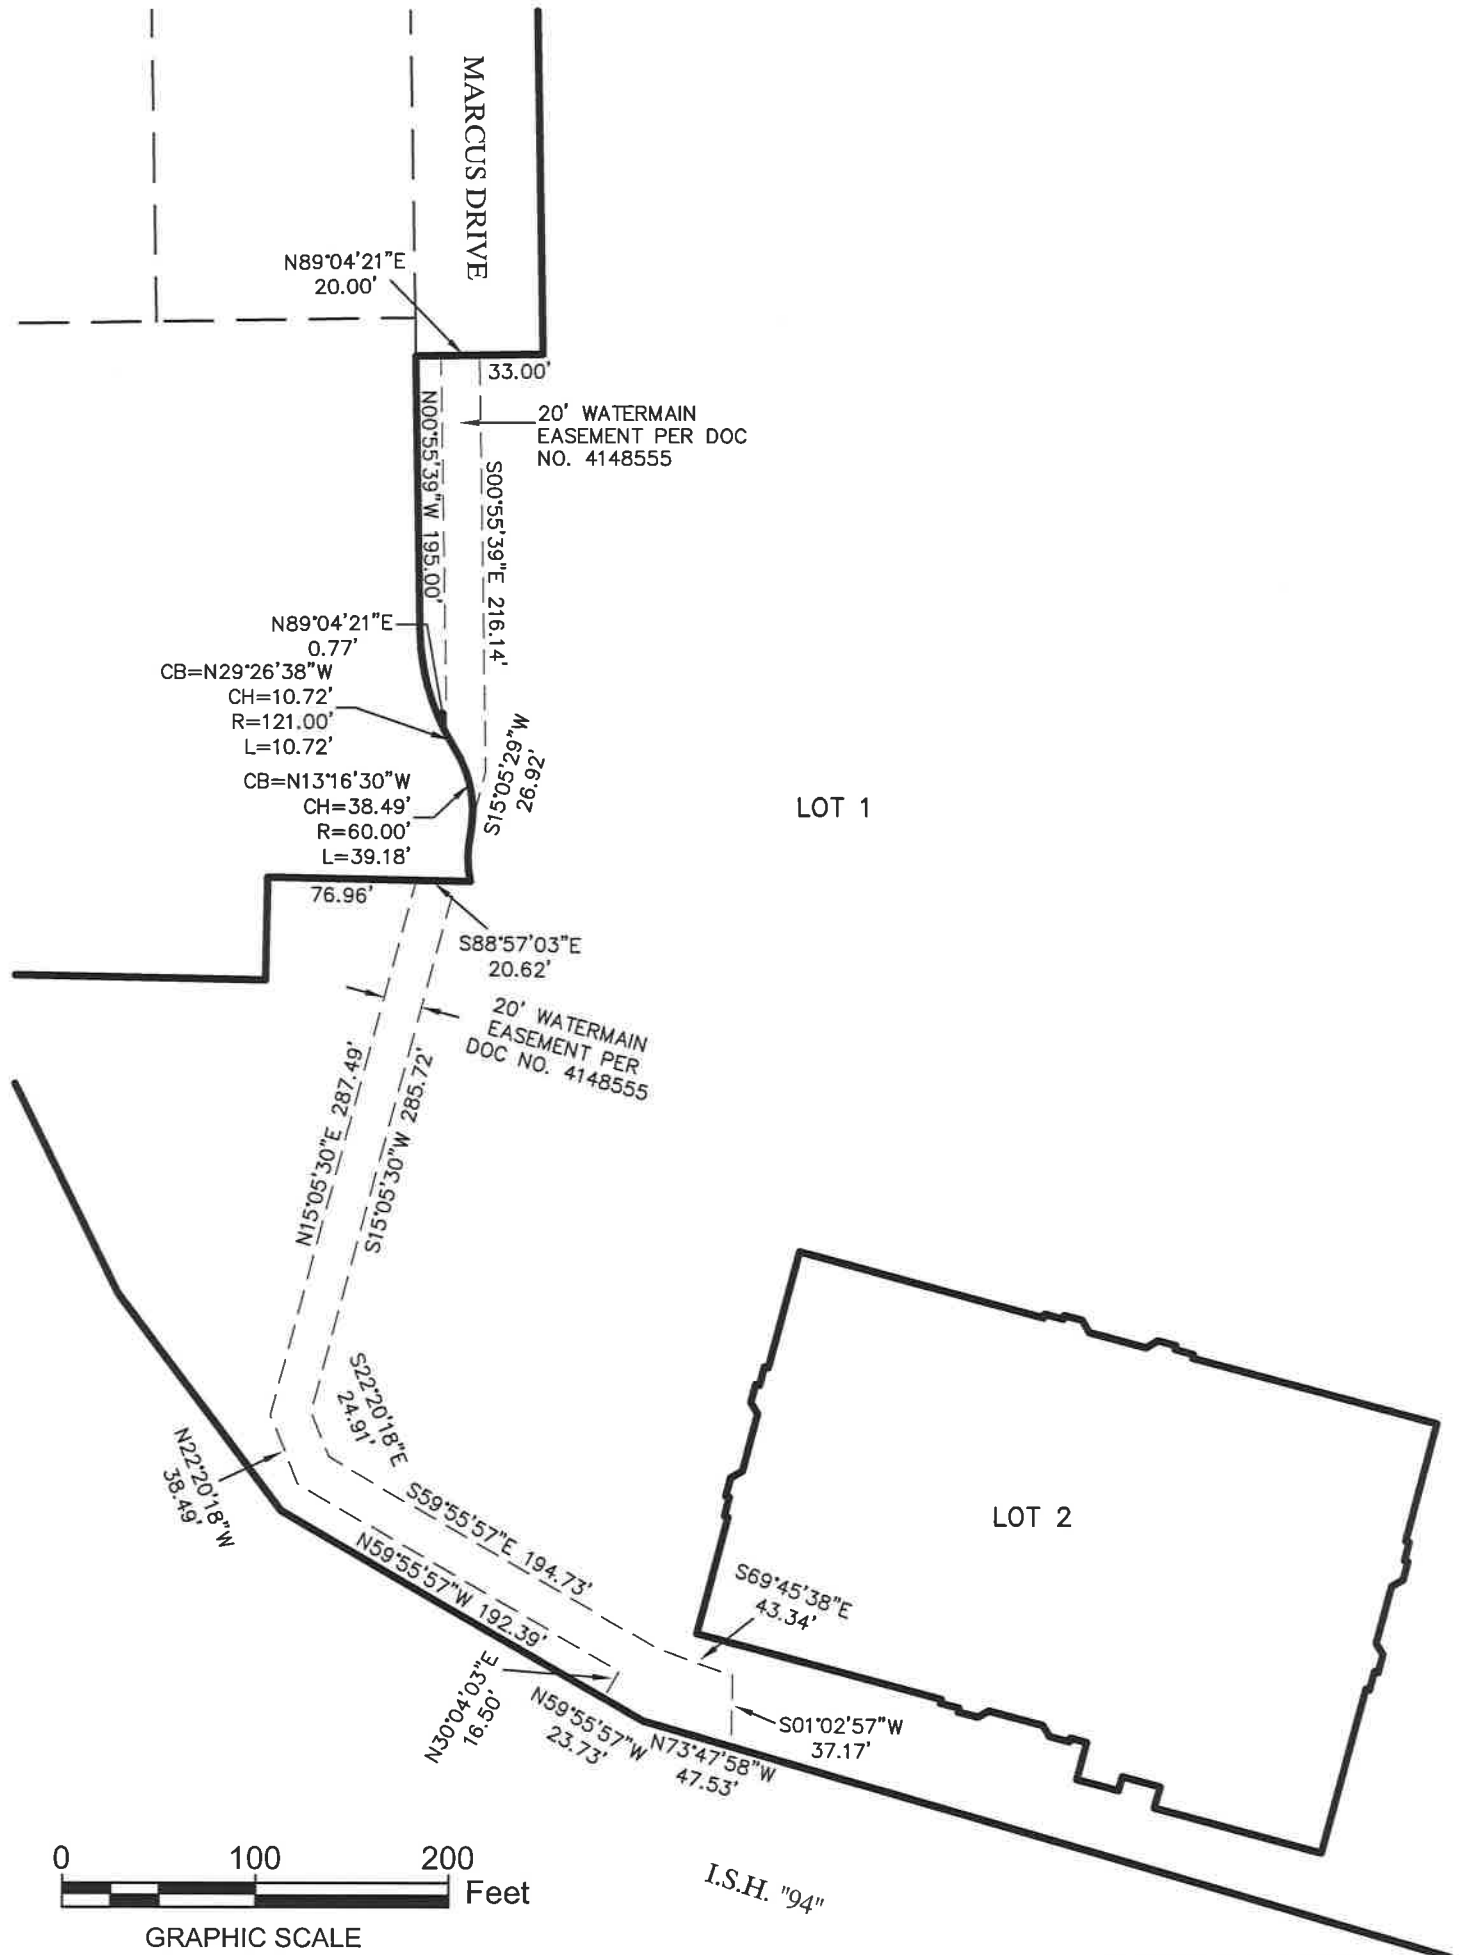 MARCUS DRIVE
N89°04'21"E
20.00'
33.00'
20' WATERMAIN
EASEMENT PER DOC
NO. 4148555
N00°55'39"W 195.00'
S00°55'39"E 216.14'
N89°04'21"E
0.77'
CB=N29°26'38"W
CH=10.72'
R=121.00'
L=10.72'
S15°05'29"W
26.92'
CB=N13°16'30"W
CH=38.49'
R=60.00'
L=39.18'
LOT 1
76.96'
S88°57'03"E
20.62'
20' WATERMAIN
EASEMENT PER
DOC NO. 4148555
N15°05'30"E 287.49'
S15°05'30"W 285.72'
S22°20'18"E
24.91'
N22°20'18"W
38.49'
S59°55'57"E 194.73'
N59°55'57"W 192.39'
LOT 2
S69°45'38"E
43.34'
N30°04'03"E
16.50'
N59°55'57"W
23.73'
N73°47'58"W
47.53'
S01°02'57"W
37.17'
0 100 200
Feet
GRAPHIC SCALE
I.S.H. "94"